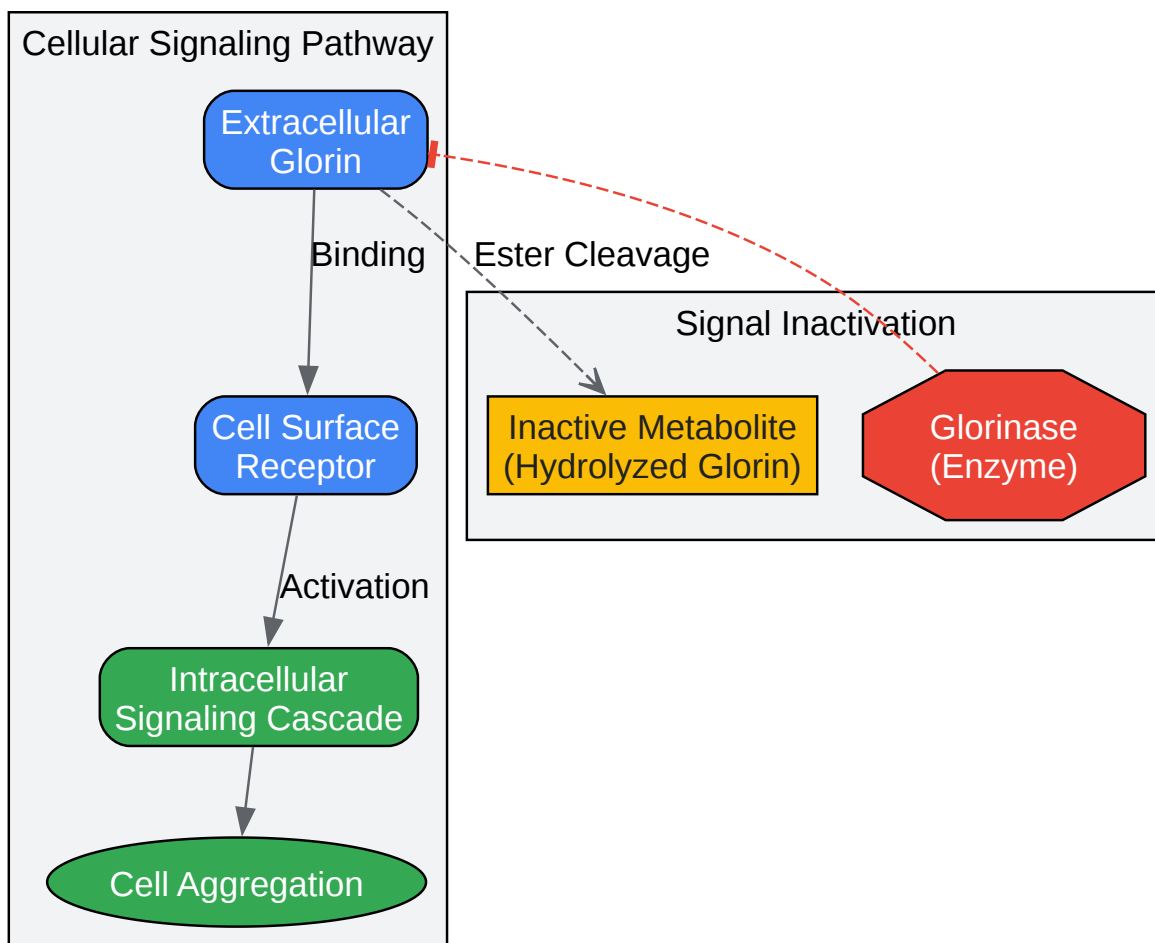 Cellular Signaling Pathway
Extracellular
Glorin
Binding
Ester Cleavage
Signal Inactivation
Cell Surface
Receptor
Inactive Metabolite
(Hydrolyzed Glorin)
Glorinase
(Enzyme)
Activation
Intracellular
Signaling Cascade
Cell Aggregation